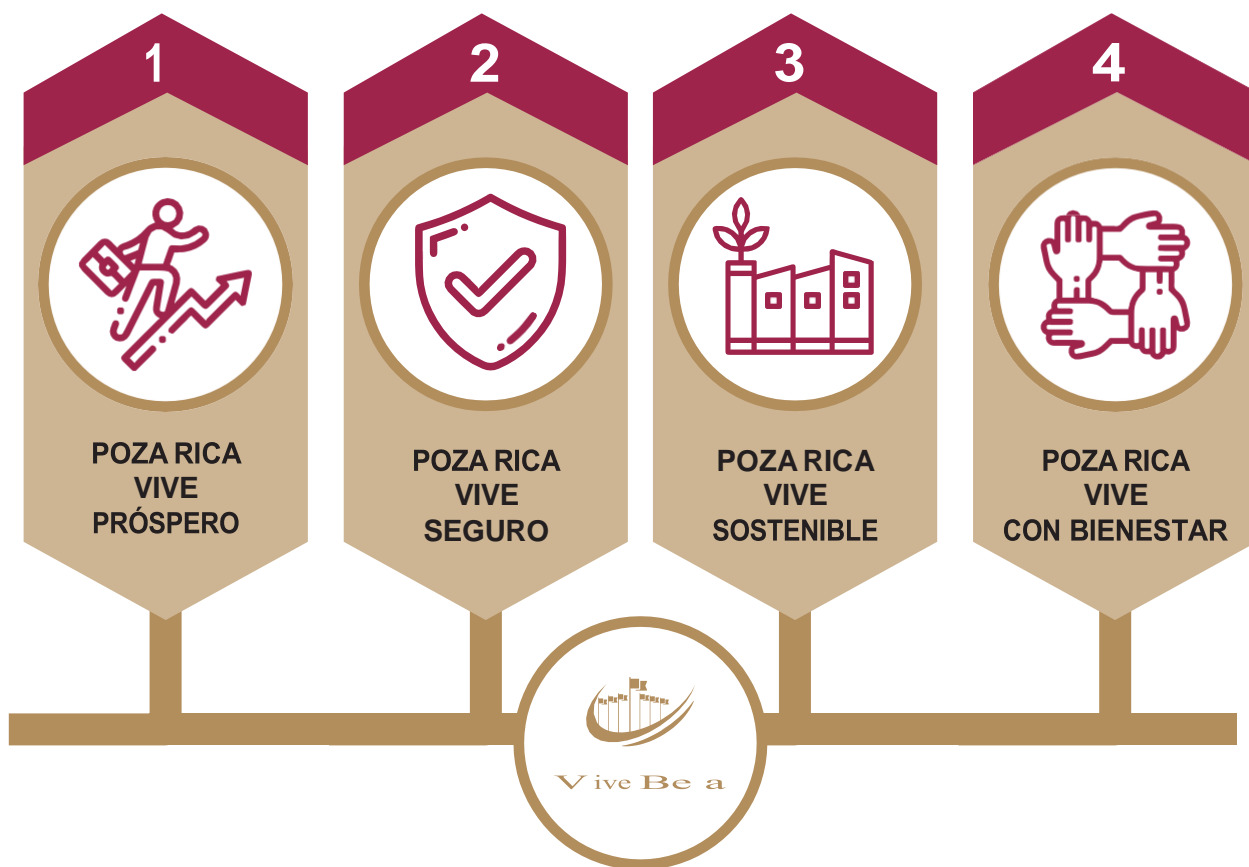 1
POZA RICA
VIVE
PRÓSPERO
2
POZA RICA
VIVE
SEGURO
3
POZA RICA
VIVE
SOSTENIBLE
4
POZA RICA
VIVE
CON BIENESTAR
Vive Be a